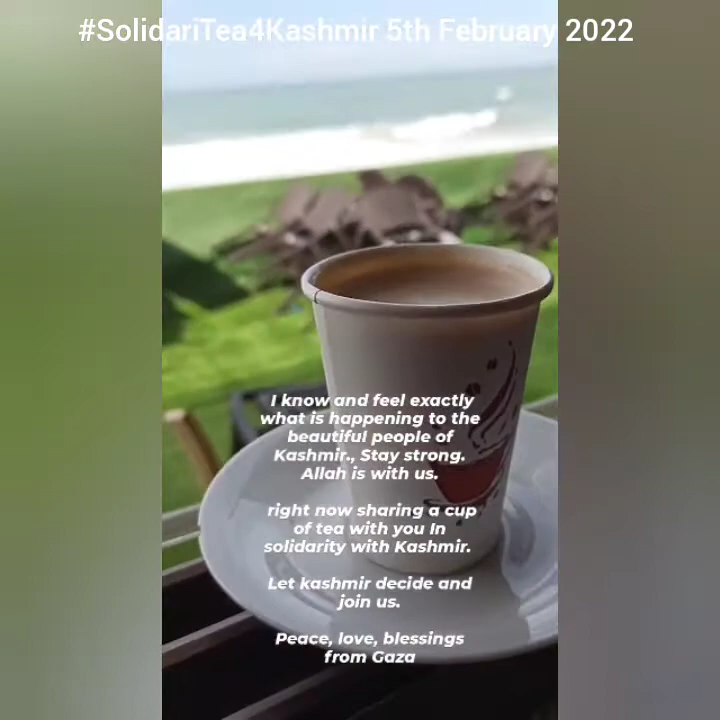 #SolidariTea4Kashmir 5th February 2022
I know and feel exactly
what is happening to the
beautiful people of
Kashmir., Stay strong.
Allah is with us.
right now sharing a cup
of tea with you In
solidarity with Kashmir.
Let kashmir decide and
join us.
Peace, love, blessings
from Gaza